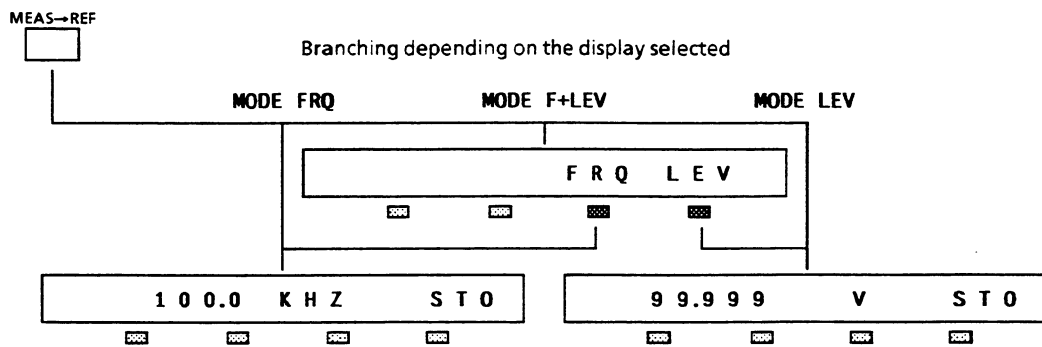 MEAS→REF
Branching depending on the display selected
MODE FRQ MODE F+LEV MODE LEV
FRQ LEV
100.0 KHZ STO
99.999 V STO